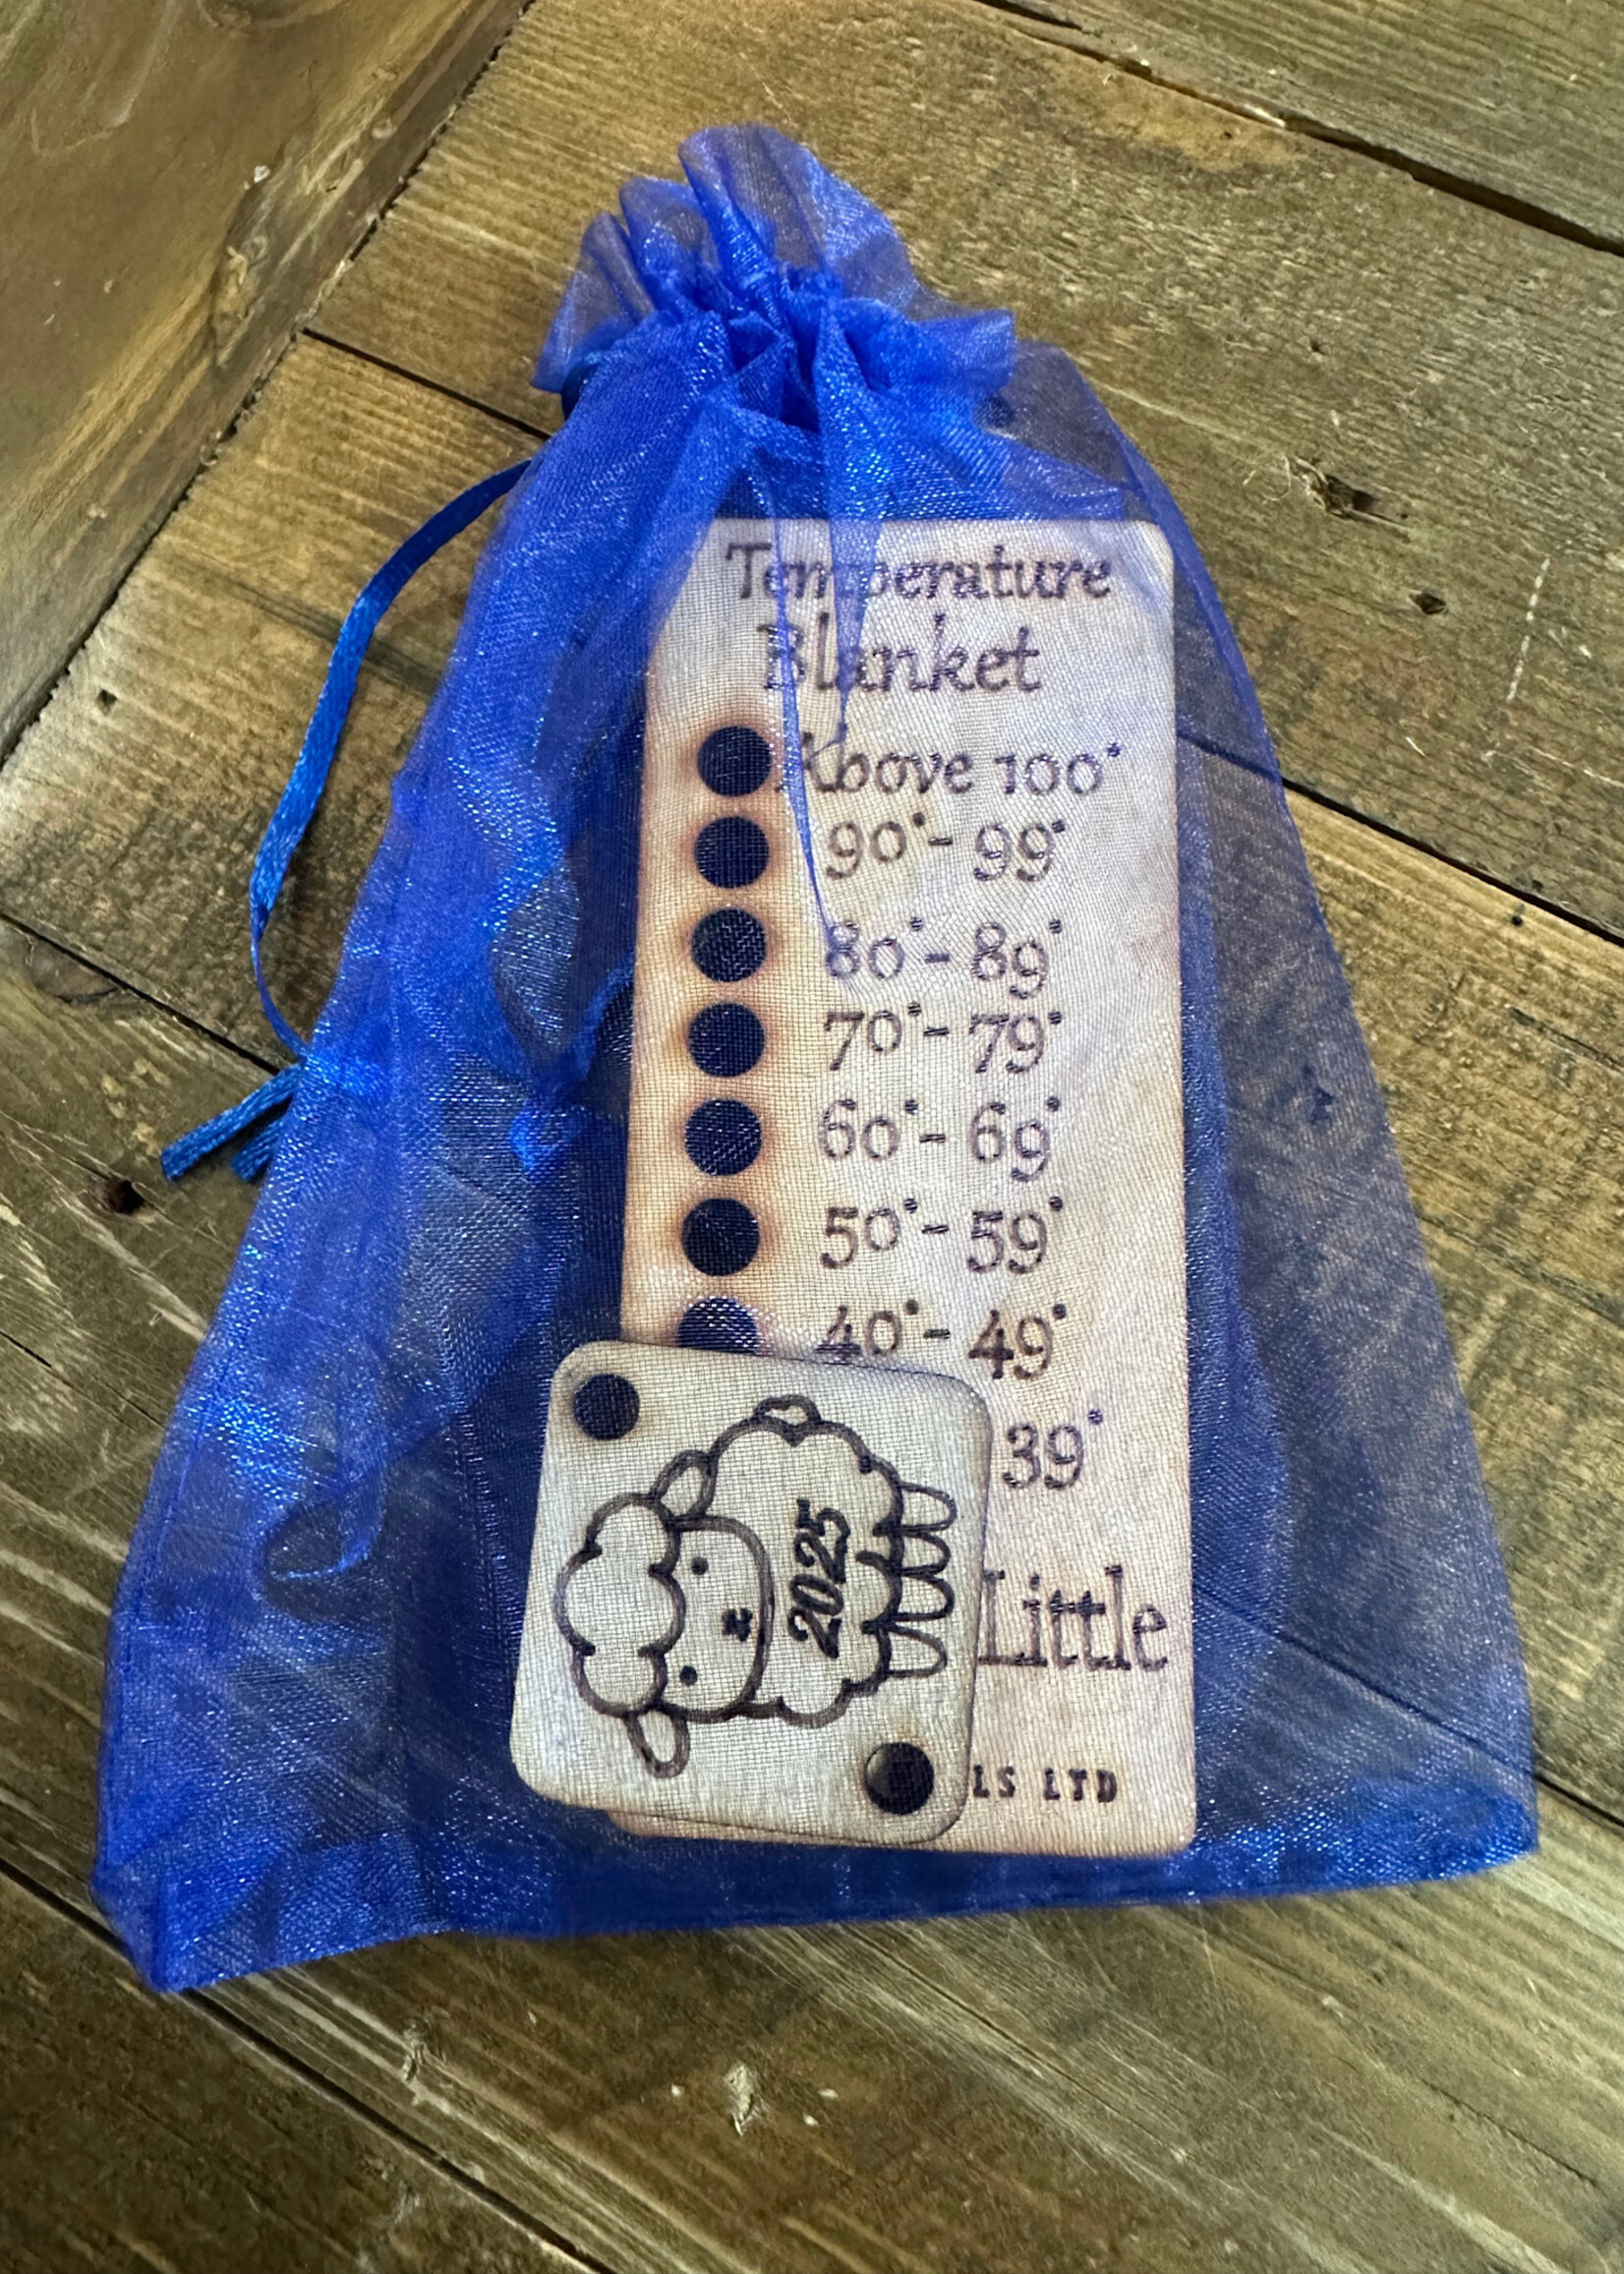 Temperature
Blanket
Above 100°
90°- 99°
80°- 89°
70°- 79°
60°- 69°
50°- 59°
40°- 49°
39°
2025
Little
LS LTD